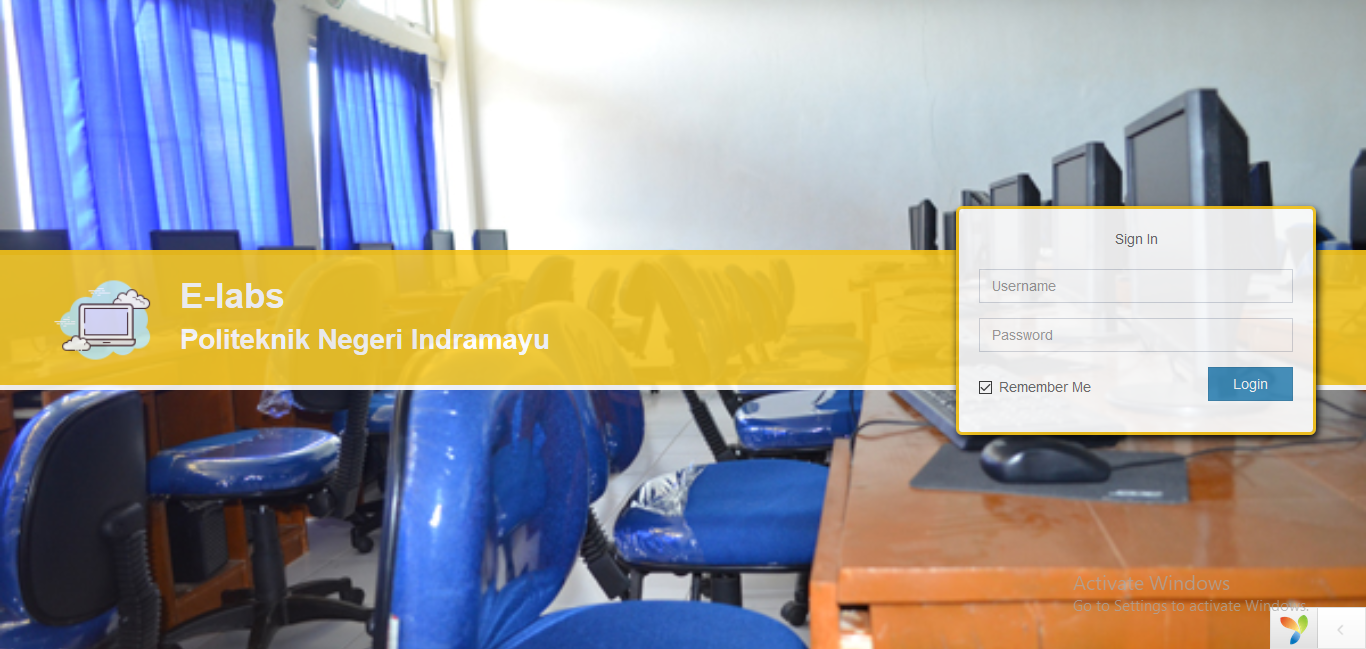 E-labs
Politeknik Negeri Indramayu
Sign In
Username
Password
Remember Me
Login
Activate Windows
Go to Settings to activate Windows.